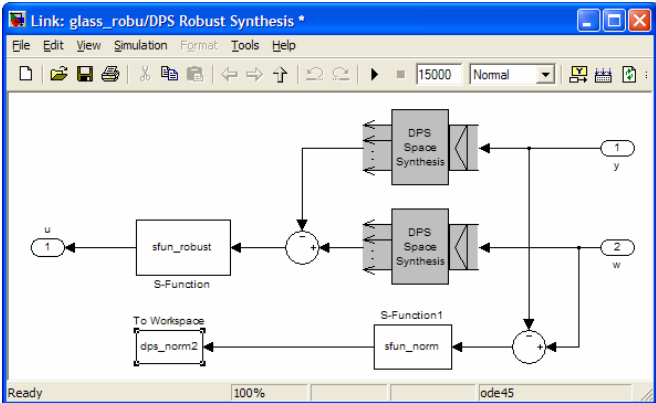 Link: glass_robu/DPS Robust Synthesis *
File Edit View Simulation Format Tools Help
15000 Normal
DPS
Space
Synthesis
1
y
DPS
Space
Synthesis
u
1
sfun_robust
S-Function
2
w
−
+
−
+
To Workspace
dps_norm2
S-Function1
sfun_norm
−
+
Ready 100% ode45